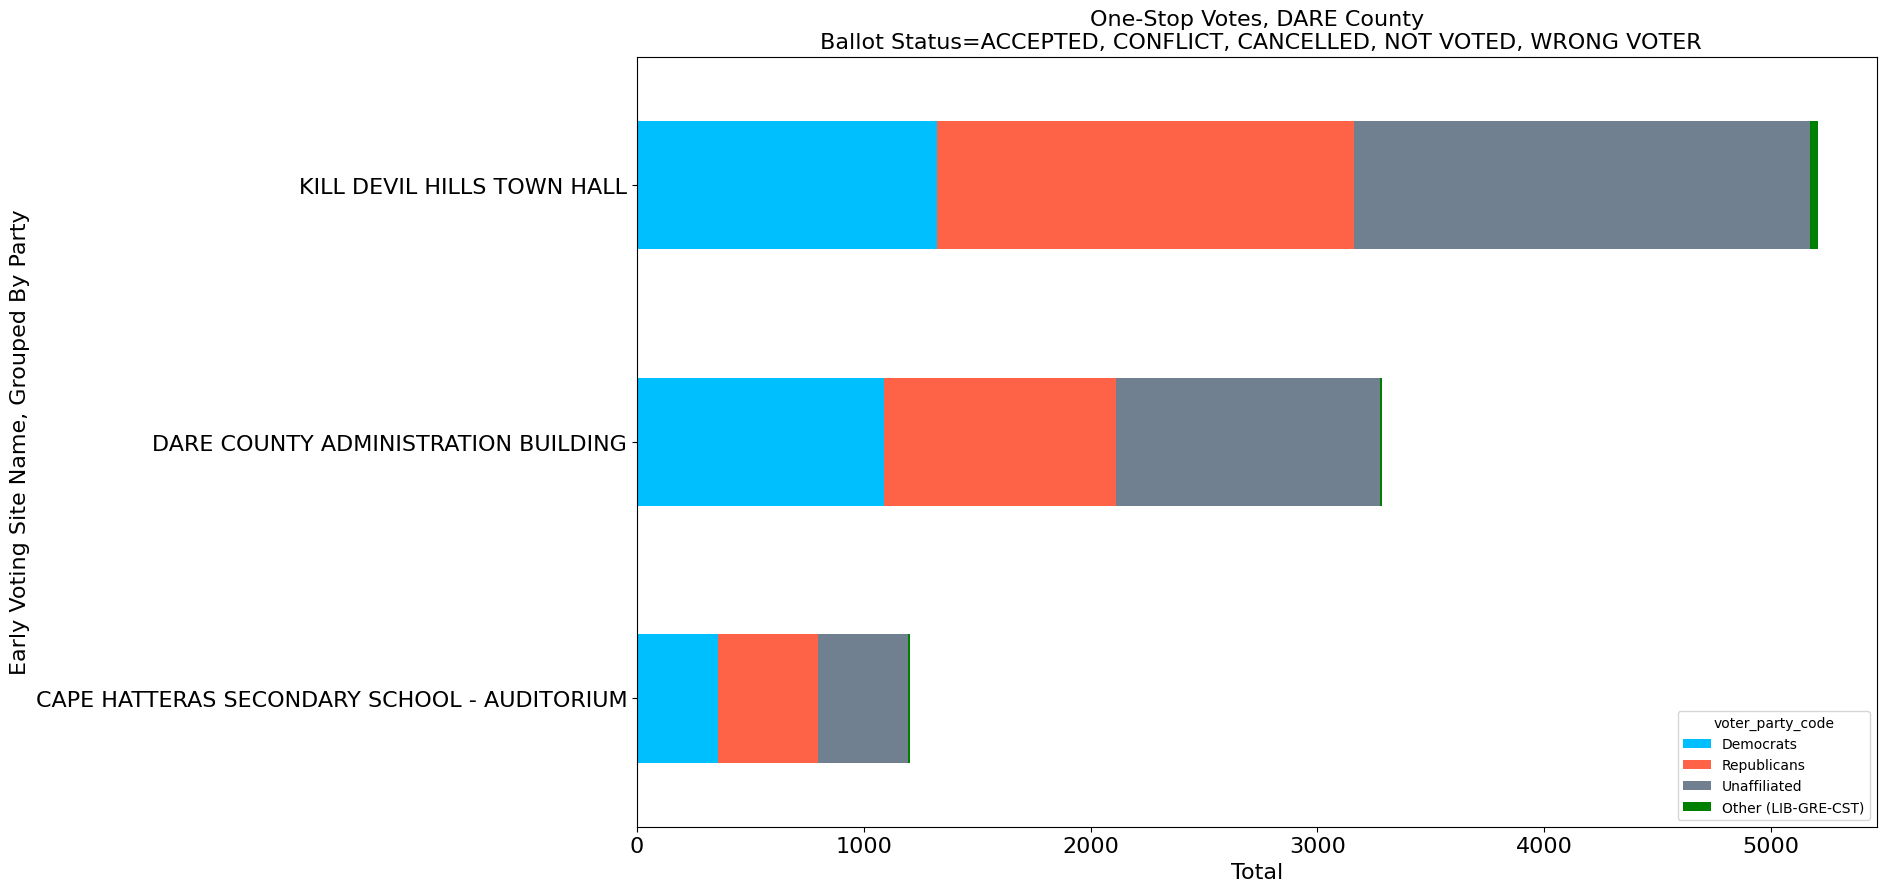 One-Stop Votes, DARE County
Ballot Status=ACCEPTED, CONFLICT, CANCELLED, NOT VOTED, WRONG VOTER
Early Voting Site Name, Grouped By Party
KILL DEVIL HILLS TOWN HALL
DARE COUNTY ADMINISTRATION BUILDING
CAPE HATTERAS SECONDARY SCHOOL - AUDITORIUM
voter_party_code
Democrats
Republicans
Unaffiliated
Other (LIB-GRE-CST)
0 1000 2000 3000 4000 5000
Total